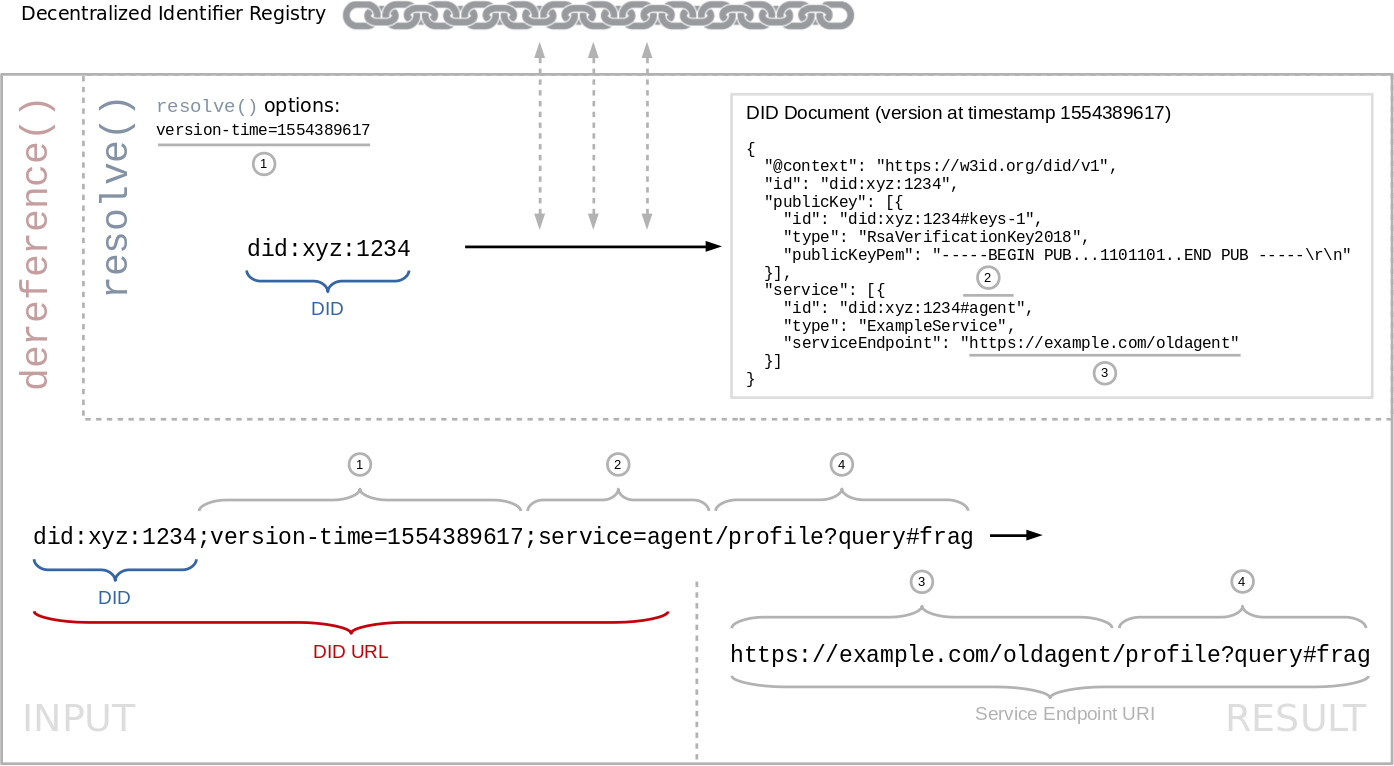 Decentralized Identifier Registry
dereference()
resolve()
resolve() options:
version-time=1554389617
1
did:xyz:1234
DID
DID Document (version at timestamp 1554389617)
{
"@context": "https://w3id.org/did/v1",
"id": "did:xyz:1234",
"publicKey": [{
"id": "did:xyz:1234#keys-1",
"type": "RsaVerificationKey2018",
"publicKeyPem": "-----BEGIN PUB...1101101..END PUB -----\r\n"
}],
2
"service": [{
"id": "did:xyz:1234#agent",
"type": "ExampleService",
"serviceEndpoint": "https://example.com/oldagent"
}]
3
}
1 2 4
did:xyz:1234;version-time=1554389617;service=agent/profile?query#frag
DID
DID URL
INPUT
3 4
https://example.com/oldagent/profile?query#frag
Service Endpoint URI
RESULT